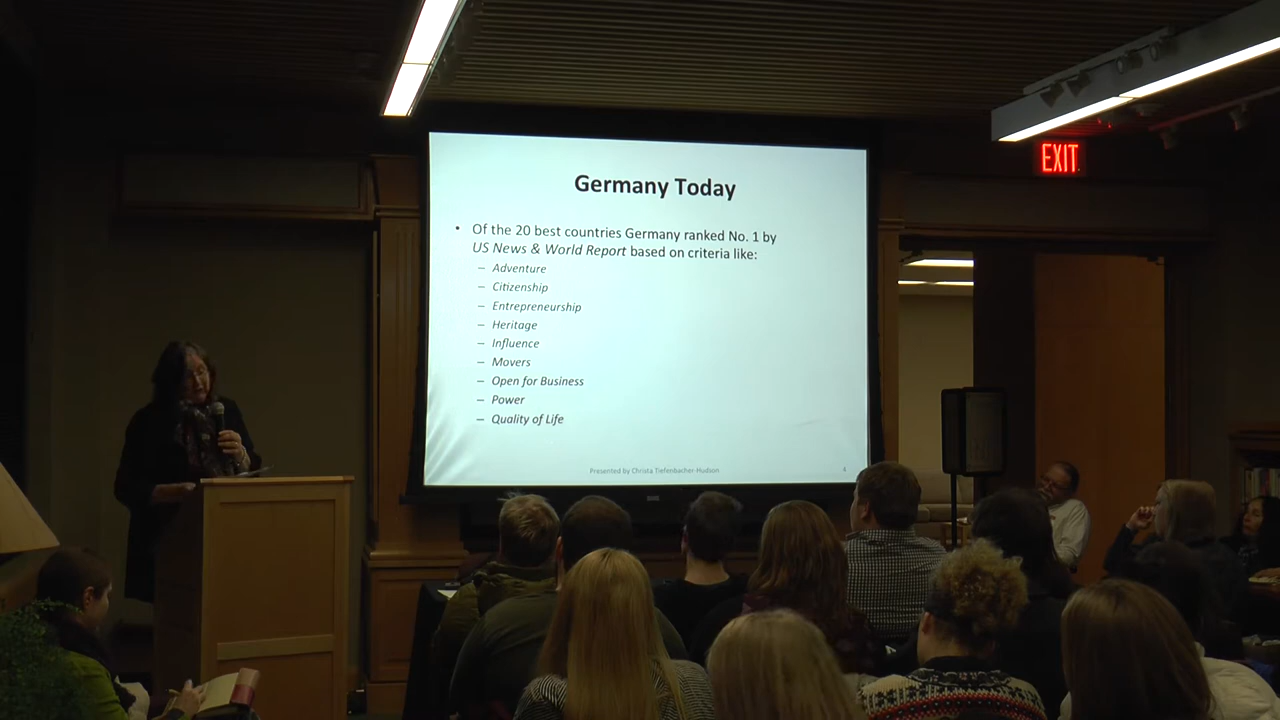 EXIT
Germany Today
• Of the 20 best countries Germany ranked No. 1 by
US News & World Report based on criteria like:
– Adventure
– Citizenship
– Entrepreneurship
– Heritage
– Influence
– Movers
– Open for Business
– Power
– Quality of Life
Presented by Christa Tiefenbacher-Hudson
4